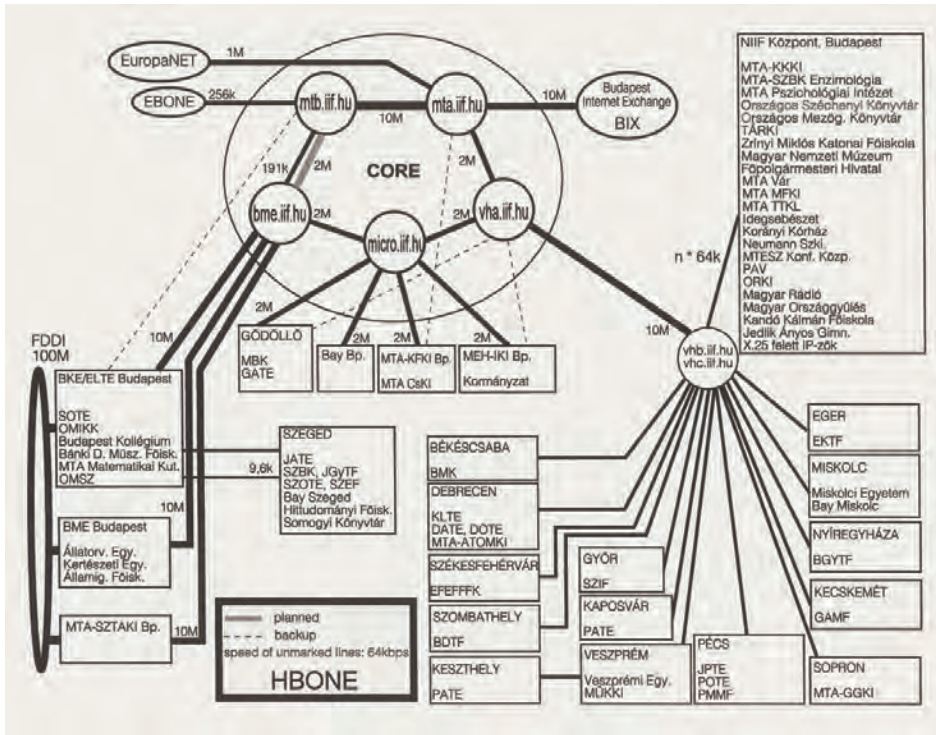 EuropaNET
1M
EBONE
256k
mtb.iif.hu
10M
mta.iif.hu
10M
Budapest
Internet Exchange
BIX
191k
2M
CORE
2M
bme.iif.hu
2M
micro.iif.hu
2M
vha.iif.hu
n * 64k
NIIF Központ, Budapest
MTA-KKKI
MTA-SZBK Enzimológia
MTA Pszichológiai Intézet
Országos Széchenyi Könyvtár
Országos Mezőg. Könyvtár
TÁRKI
Zrínyi Miklós Katonai Főiskola
Magyar Nemzeti Múzeum
Főpolgármesteri Hivatal
MTA Vár
MTA MFKI
MTA TTKL
Idegsebészet
Korányi Kórház
Neumann Szki.
MTESZ Konf. Közp.
PAV
ORKI
Magyar Rádió
Magyar Országgyűlés
Kandó Kálmán Főiskola
Jedlik Ányos Gimn.
X.25 felett IP-zők
10M
2M
2M
2M
2M
10M
vhb.iif.hu
vhc.iif.hu
FDDI
100M
GÖDÖLLŐ
MBK
GATE
Bay Bp.
MTA-KFKI Bp.
MTA CsKI
MEH-IKI Bp.
Kormányzat
BKE/ELTE Budapest
SOTE
OMIKK
Budapest Kollégium
Bánki D. Műsz. Főisk.
MTA Matematikai Kut.
OMSZ
9,6k
SZEGED
JATE
SZBK, JGyTF
SZOTE, SZEF
Bay Szeged
Hittudományi Főisk.
Somogyi Könyvtár
10M
BME Budapest
Állatorv. Egy.
Kertészeti Egy.
Államig. Főisk.
MTA-SZTAKI Bp.
10M
planned
backup
speed of unmarked lines: 64kbps
HBONE
BÉKÉSCSABA
BMK
DEBRECEN
KLTE
DATE, DOTE
MTA-ATOMKI
SZÉKESFEHÉRVÁR
EFEFFFK
SZOMBATHELY
BDTF
KESZTHELY
PATE
GYŐR
SZIF
KAPOSVÁR
PATE
VESZPRÉM
Veszprémi Egy.
MÜKKI
PÉCS
JPTE
POTE
PMMF
EGER
EKTF
MISKOLC
Miskolci Egyetem
Bay Miskolc
NYÍREGYHÁZA
BGYTF
KECSKEMÉT
GAMF
SOPRON
MTA-GGKI